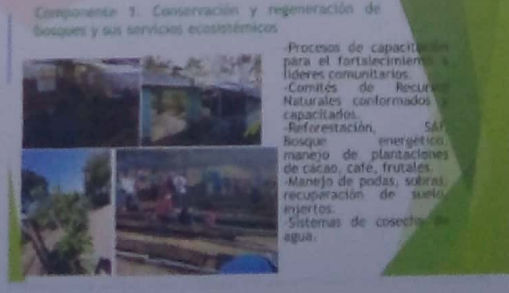 Componente 1. Conservación y regeneración de
bosques y sus servicios ecosistémicos
-Procesos de capacitación
para el fortalecimiento a
líderes comunitarios.
-Comités de Recursos
Naturales conformados y
capacitados.
-Reforestación, SAF,
Bosque energético,
manejo de plantaciones
de cacao, cafe, frutales.
-Manejo de podas, sobras,
recuperación de suelo,
injertos.
-Sistemas de cosecha de
agua.